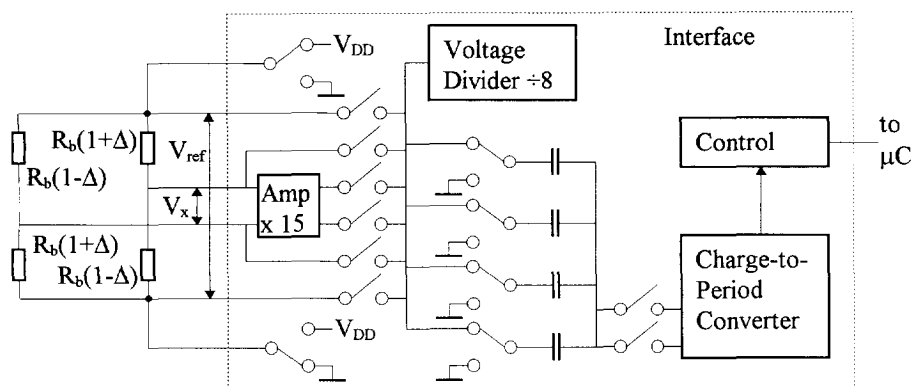 V_DD
Voltage
Divider ÷8
Interface
R_b(1+Δ)
R_b(1-Δ)
V_ref
V_x
Amp
x 15
Control
to
μC
R_b(1+Δ)
R_b(1-Δ)
Charge-to-
Period
Converter
V_DD